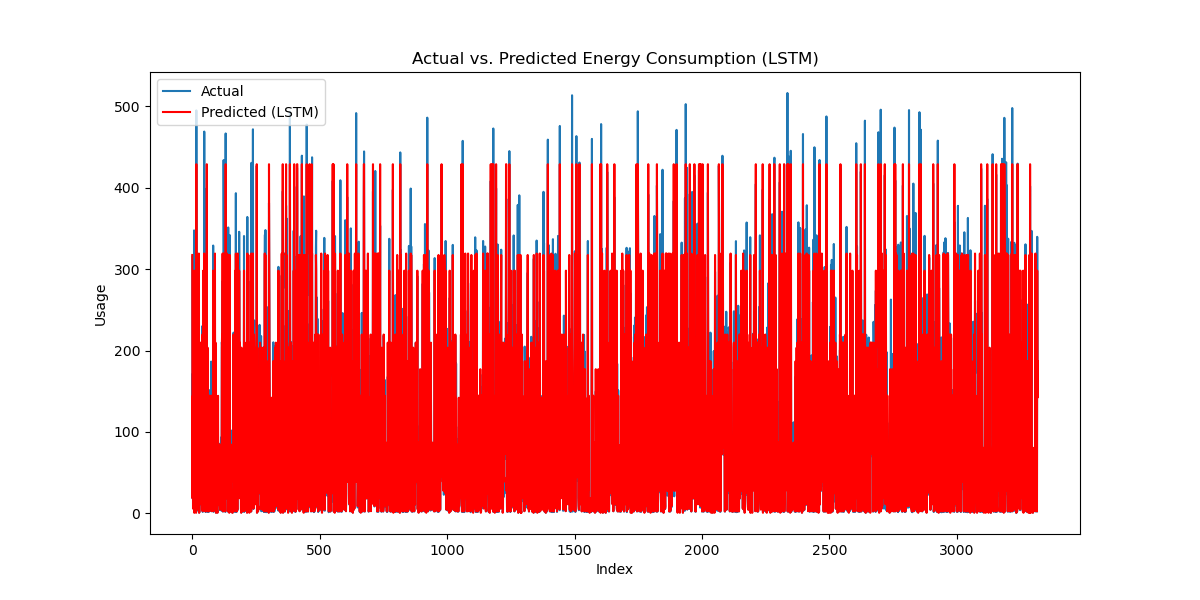 Actual vs. Predicted Energy Consumption (LSTM)
Actual
Predicted (LSTM)
500
400
300
200
100
0
Usage
0 500 1000 1500 2000 2500 3000
Index